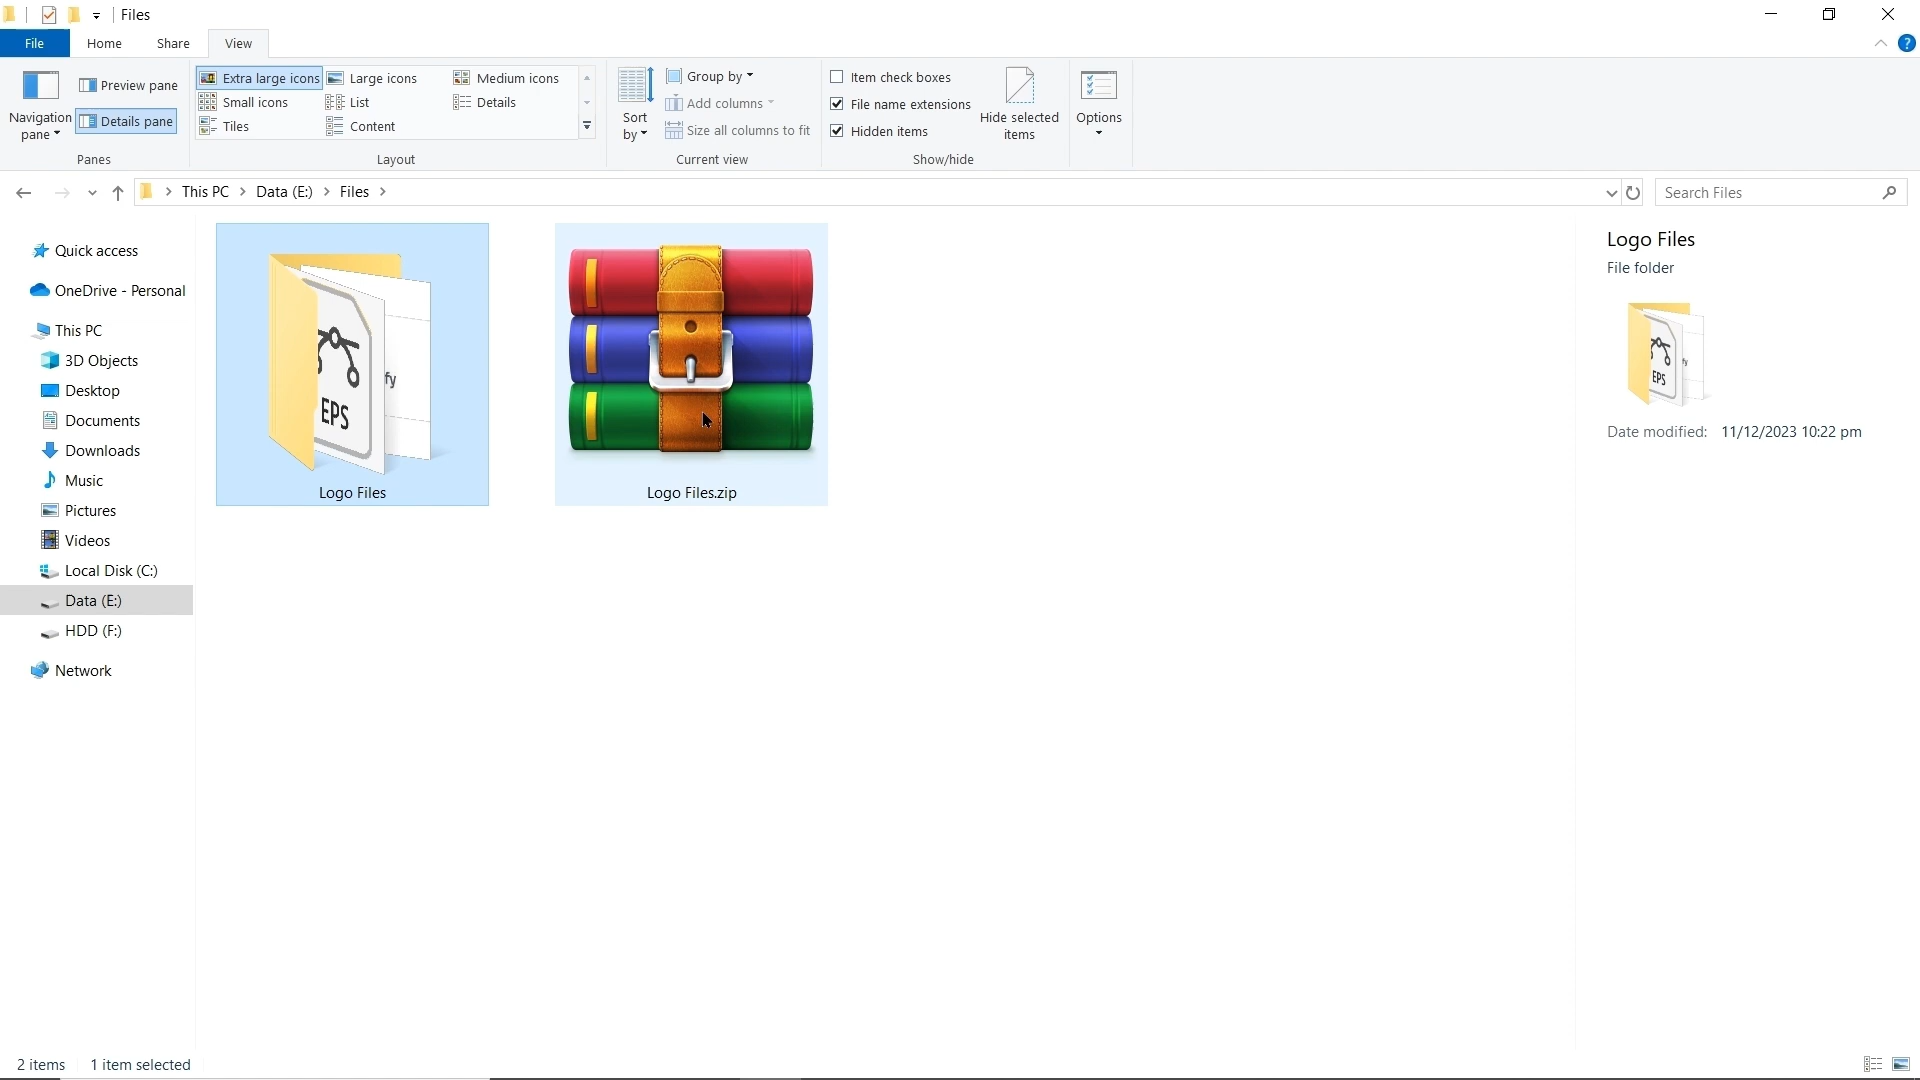 Files
File
Home
Share
View
Navigation pane
Preview pane
Details pane
Panes
Extra large icons
Large icons
Medium icons
Small icons
List
Details
Tiles
Content
Layout
Sort by
Group by
Add columns
Size all columns to fit
Current view
Item check boxes
File name extensions
Hidden items
Hide selected items
Show/hide
Options
This PC
Data (E:)
Files
Search Files
Quick access
OneDrive - Personal
This PC
3D Objects
Desktop
Documents
Downloads
Music
Pictures
Videos
Local Disk (C:)
Data (E:)
HDD (F:)
Network
EPS
fy
Logo Files
Logo Files.zip
Logo Files
File folder
EPS
Date modified: 11/12/2023 10:22 pm
2 items
1 item selected